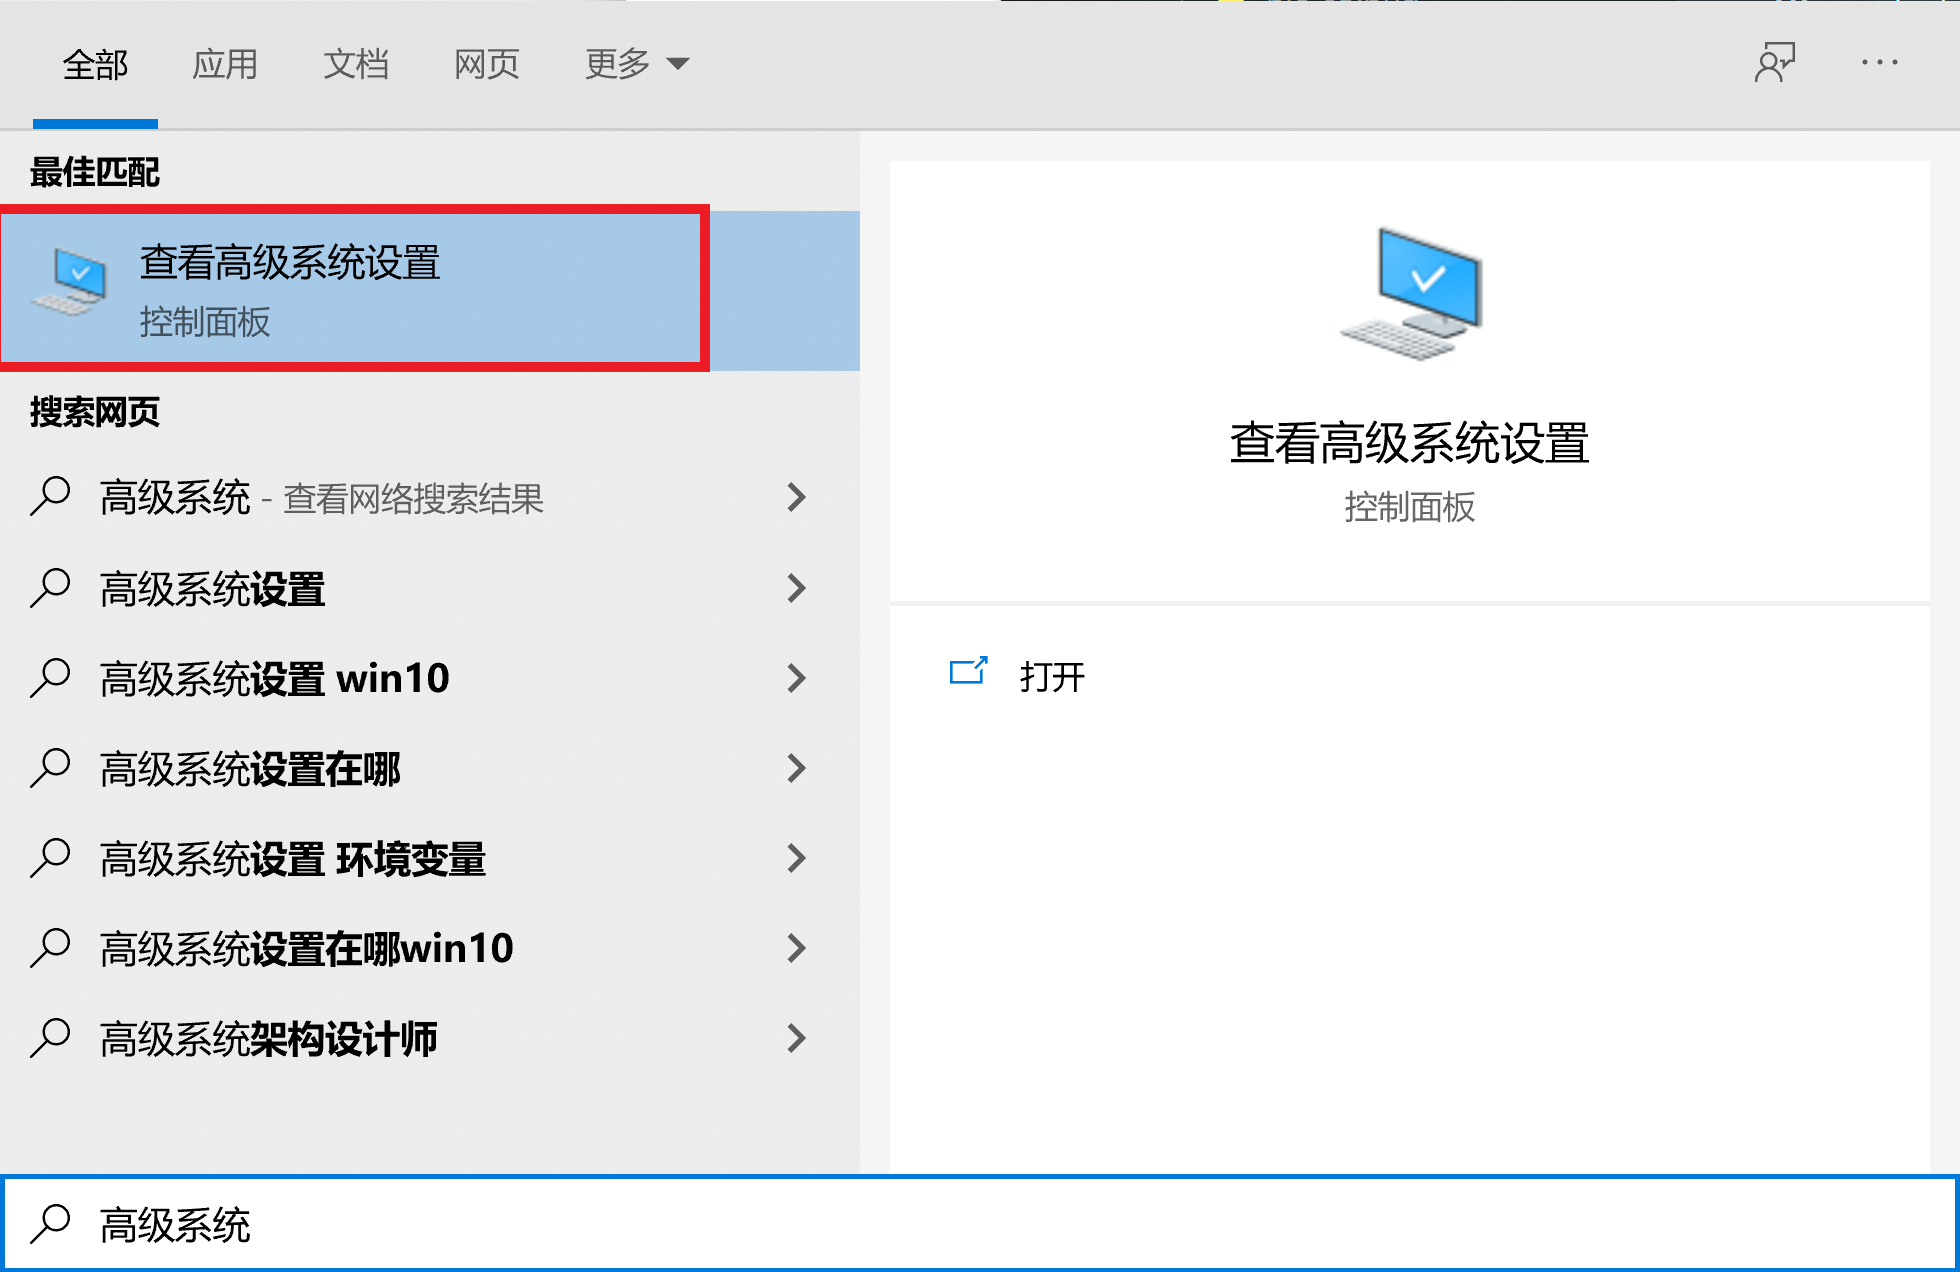 全部 应用 文档 网页 更多
最佳匹配
查看高级系统设置
控制面板
搜索网页
高级系统 - 查看网络搜索结果
高级系统设置
高级系统设置 win10
高级系统设置在哪
高级系统设置 环境变量
高级系统设置在哪win10
高级系统架构设计师
查看高级系统设置
控制面板
打开
高级系统